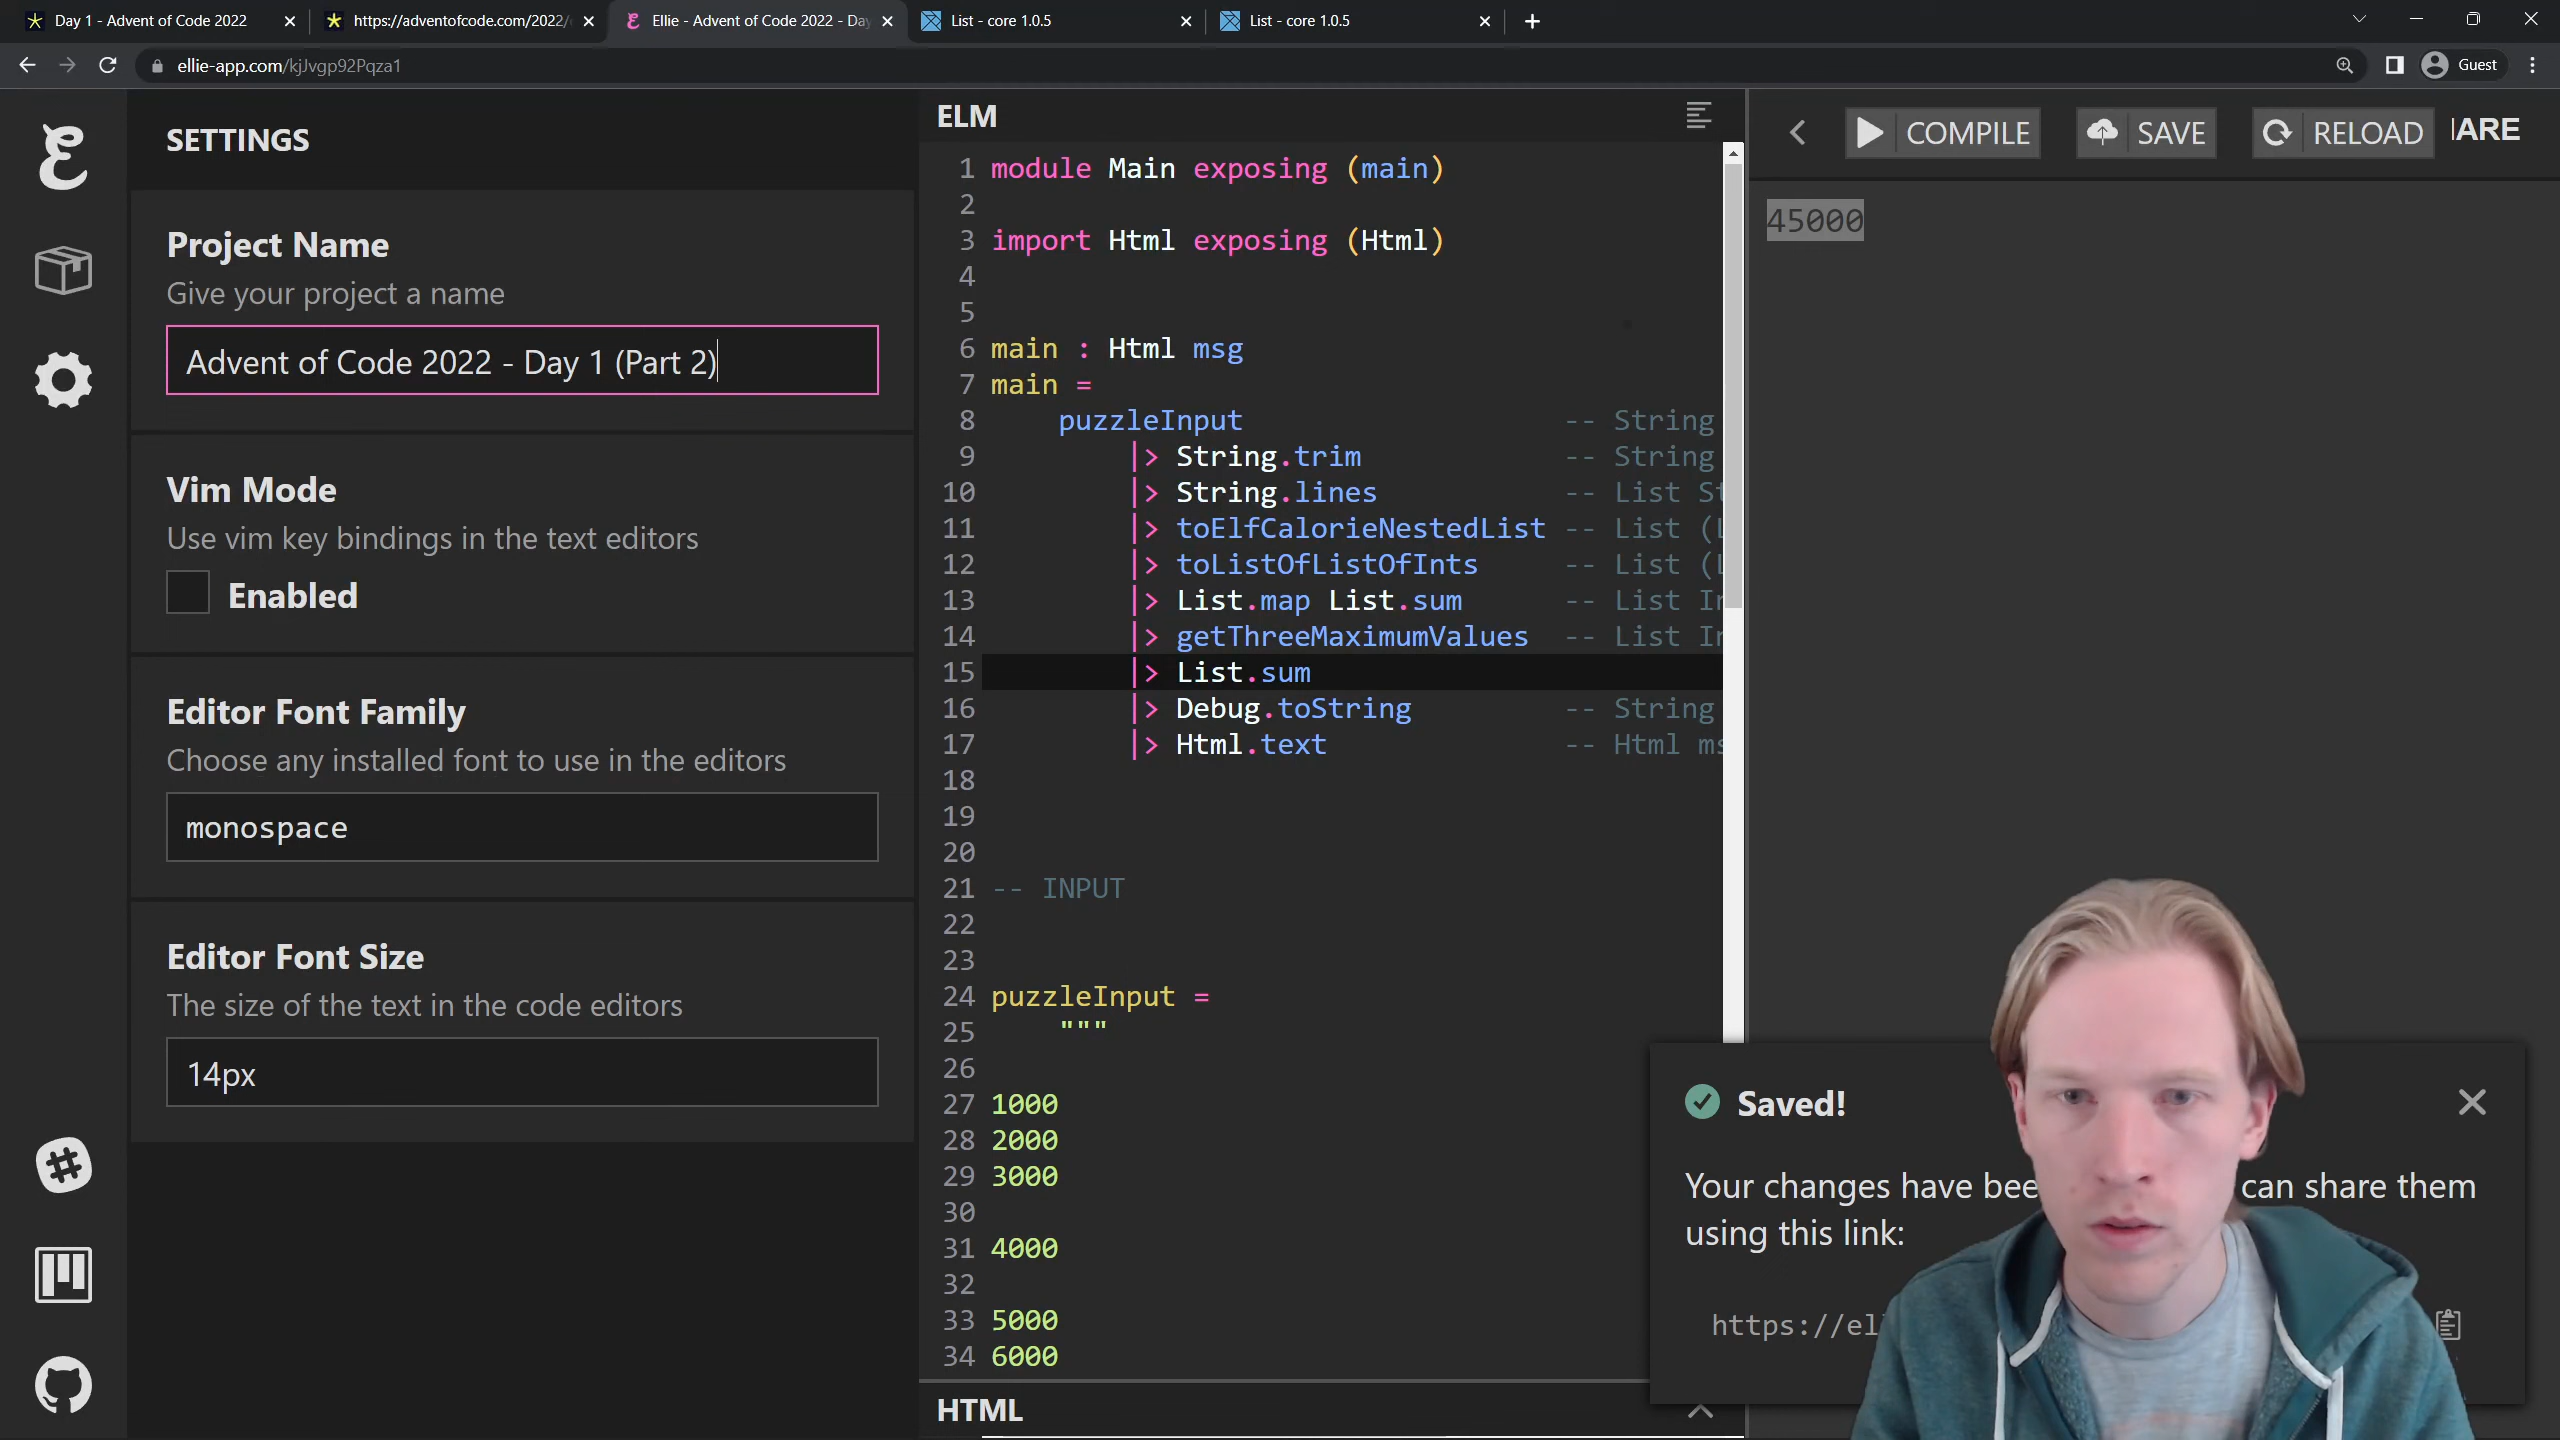 Day 1 - Advent of Code 2022
https://adventofcode.com/2022/
Ellie - Advent of Code 2022 - Day
List - core 1.0.5
List - core 1.0.5
ellie-app.com/kjJvgp92Pqza1
Guest
SETTINGS
Project Name
Give your project a name
Advent of Code 2022 - Day 1 (Part 2)
Vim Mode
Use vim key bindings in the text editors
Enabled
Editor Font Family
Choose any installed font to use in the editors
monospace
Editor Font Size
The size of the text in the code editors
14px
ELM
1 module Main exposing (main)
2
3 import Html exposing (Html)
4
5
6 main : Html msg
7 main =
8 puzzleInput -- String
9 |> String.trim -- String
10 |> String.lines -- List St
11 |> toElfCalorieNestedList -- List (L
12 |> toListOfListOfInts -- List (L
13 |> List.map List.sum -- List In
14 |> getThreeMaximumValues -- List In
15 |> List.sum
16 |> Debug.toString -- String
17 |> Html.text -- Html ms
18
19
20
21 -- INPUT
22
23
24 puzzleInput =
25 """
26
27 1000
28 2000
29 3000
30
31 4000
32
33 5000
34 6000
HTML
COMPILE
SAVE
RELOAD
ARE
45000
Saved!
Your changes have bee can share them
using this link:
https://el